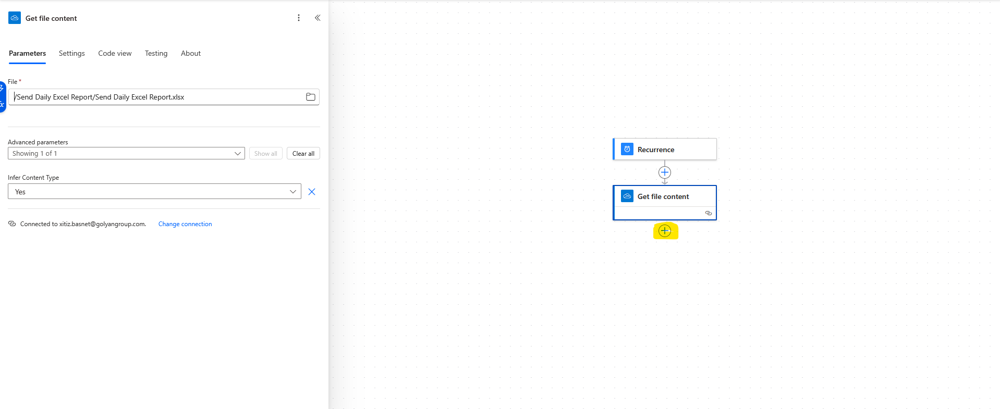 Get file content
Parameters Settings Code view Testing About
File *
/Send Daily Excel Report/Send Daily Excel Report.xlsx
Advanced parameters
Showing 1 of 1 Show all Clear all
Infer Content Type
Yes
Connected to xitiz.basnet@golyangroup.com. Change connection
Recurrence
Get file content